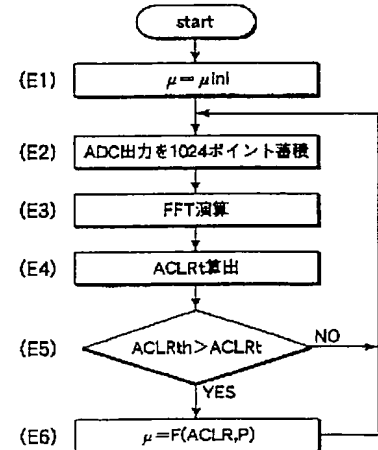 start
(E1) μ=μini
(E2) ADC出力を1024ポイント蓄積
(E3) FFT演算
(E4) ACLRt算出
(E5) ACLRth>ACLRt NO
YES
(E6) μ=F(ACLR,P)